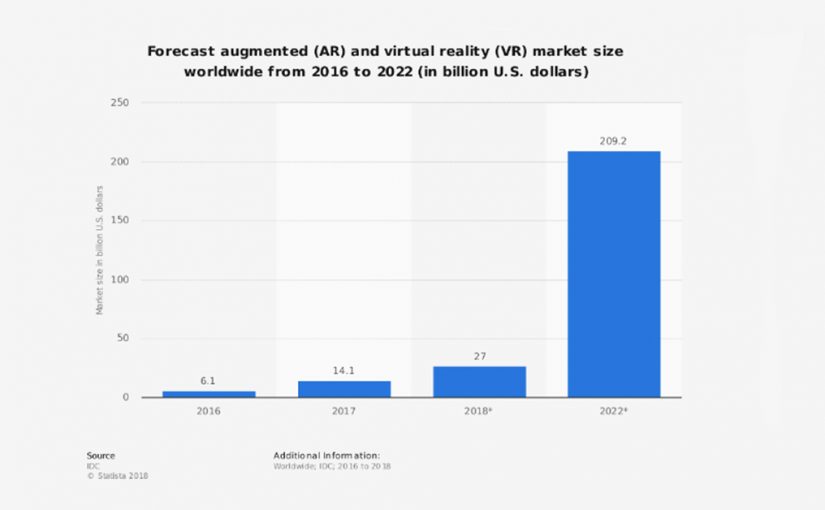 Forecast augmented (AR) and virtual reality (VR) market size
worldwide from 2016 to 2022 (in billion U.S. dollars)
Market size in billion U.S. dollars
250
200
150
100
50
0
6.1
14.1
27
209.2
2016
2017
2018*
2022*
Source
IDC
© Statista 2018
Additional Information:
Worldwide; IDC; 2016 to 2018